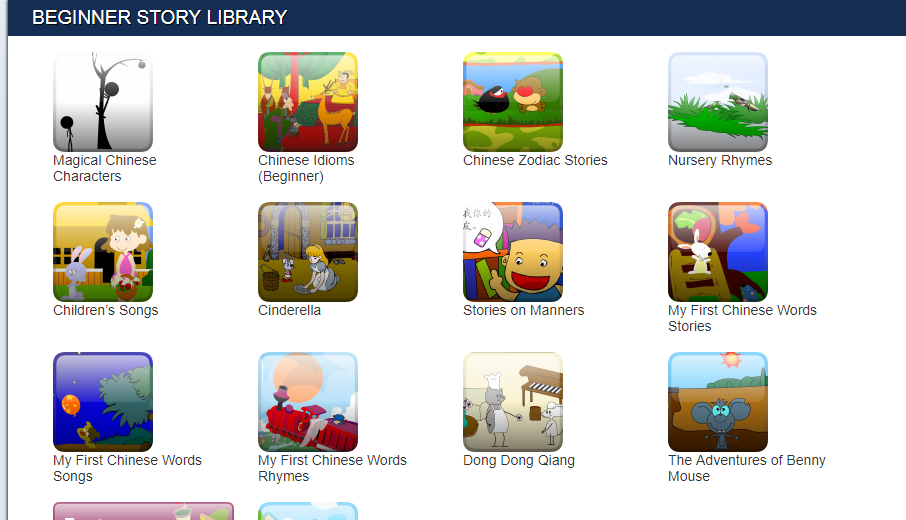 BEGINNER STORY LIBRARY
Magical Chinese
Characters
Chinese Idioms
(Beginner)
Chinese Zodiac Stories
Nursery Rhymes
Children's Songs
Cinderella
我你的
友。
Stories on Manners
My First Chinese Words
Stories
My First Chinese Words
Songs
My First Chinese Words
Rhymes
Dong Dong Qiang
The Adventures of Benny
Mouse